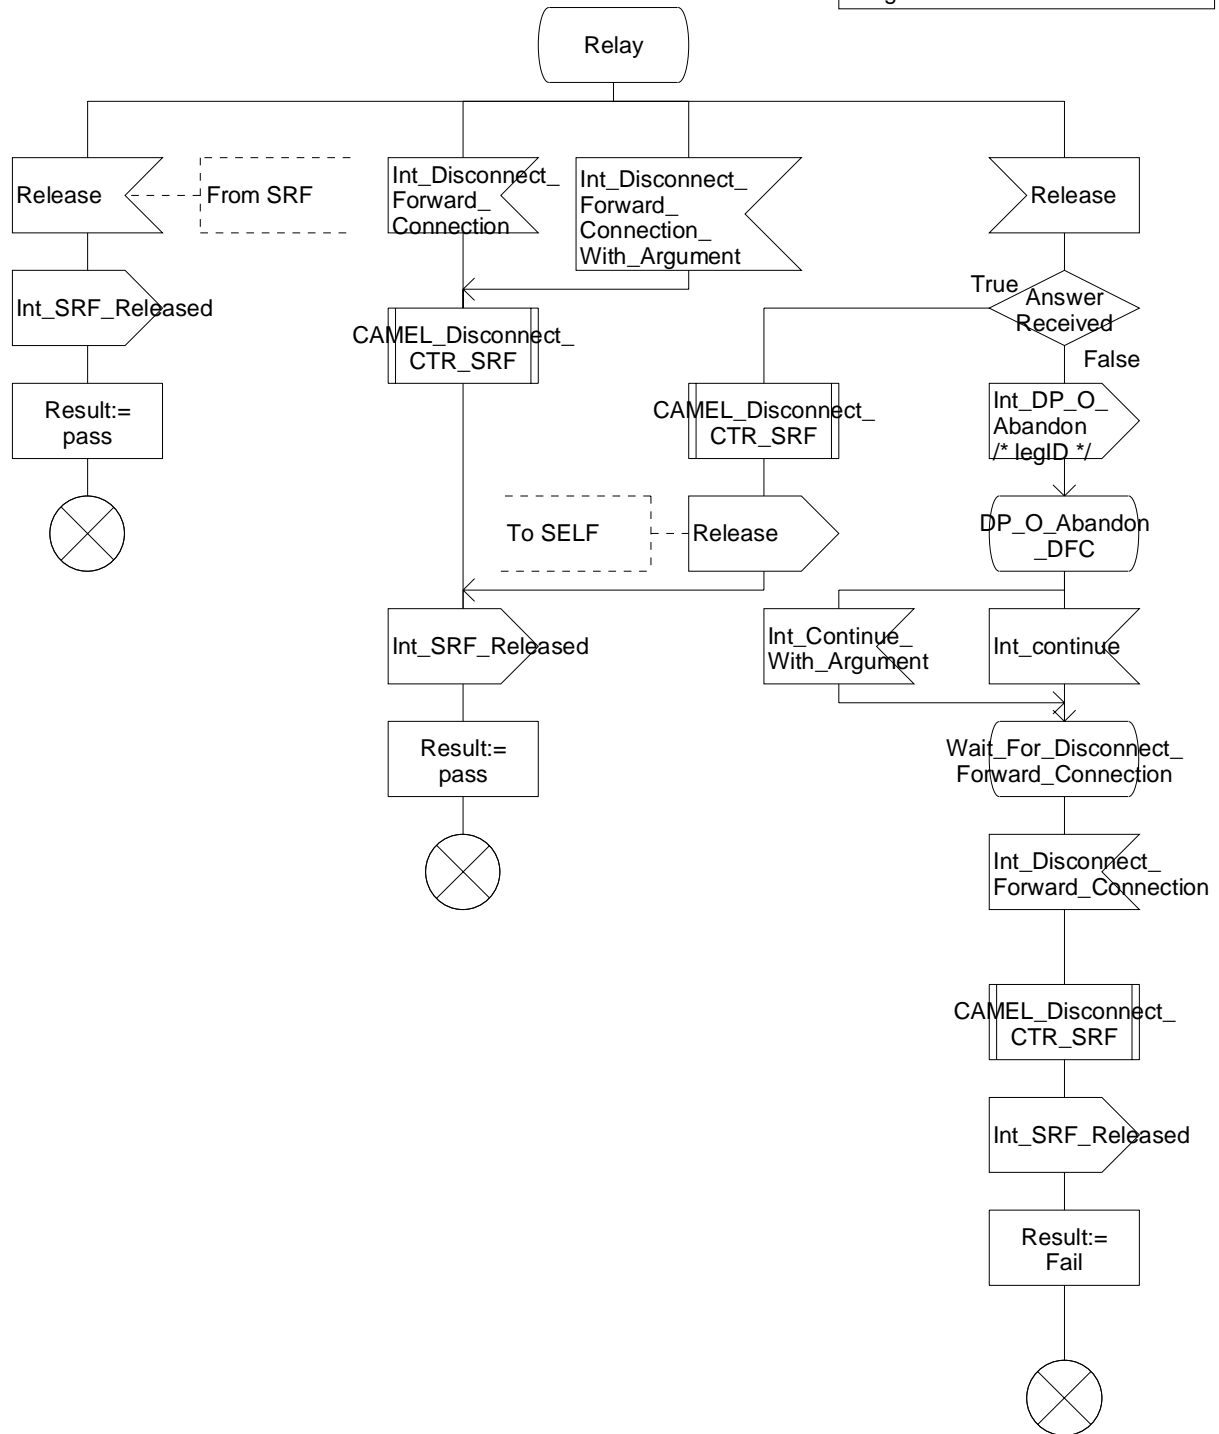 Relay
Release
From SRF
Int_Disconnect_
Forward_
Connection
Int_Disconnect_
Forward_
Connection_
With_Argument
Release
Int_SRF_Released
CAMEL_Disconnect_
CTR_SRF
True
Answer
Received
False
Result:=
pass
CAMEL_Disconnect_
CTR_SRF
Int_DP_O_
Abandon
/* legID */
To SELF
Release
DP_O_Abandon
_DFC
Int_SRF_Released
Int_Continue_
With_Argument
Int_continue
Result:=
pass
Wait_For_Disconnect_
Forward_Connection
Int_Disconnect_
Forward_Connection
CAMEL_Disconnect_
CTR_SRF
Int_SRF_Released
Result:=
Fail